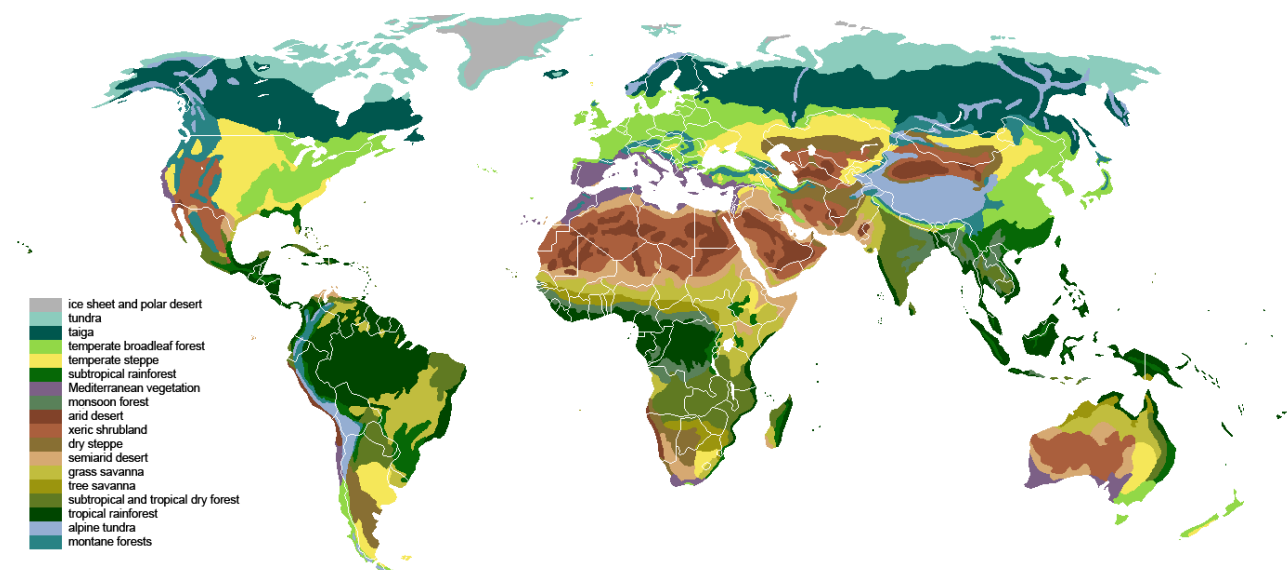 ice sheet and polar desert
tundra
taiga
temperate broadleaf forest
temperate steppe
subtropical rainforest
Mediterranean vegetation
monsoon forest
arid desert
xeric shrubland
dry steppe
semiarid desert
grass savanna
tree savanna
subtropical and tropical dry forest
tropical rainforest
alpine tundra
montane forests